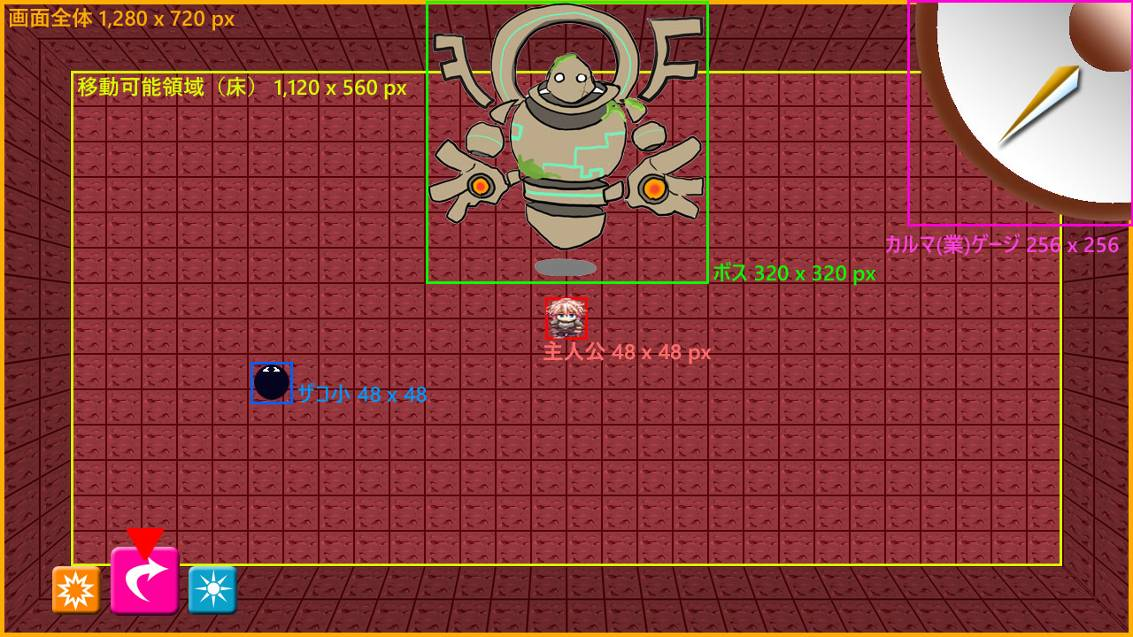 画面全体 1,280 x 720 px
移動可能領域（床） 1,120 x 560 px
カルマ(業)ゲージ 256 x 256
ボス 320 x 320 px
主人公 48 x 48 px
ザコ小 48 x 48